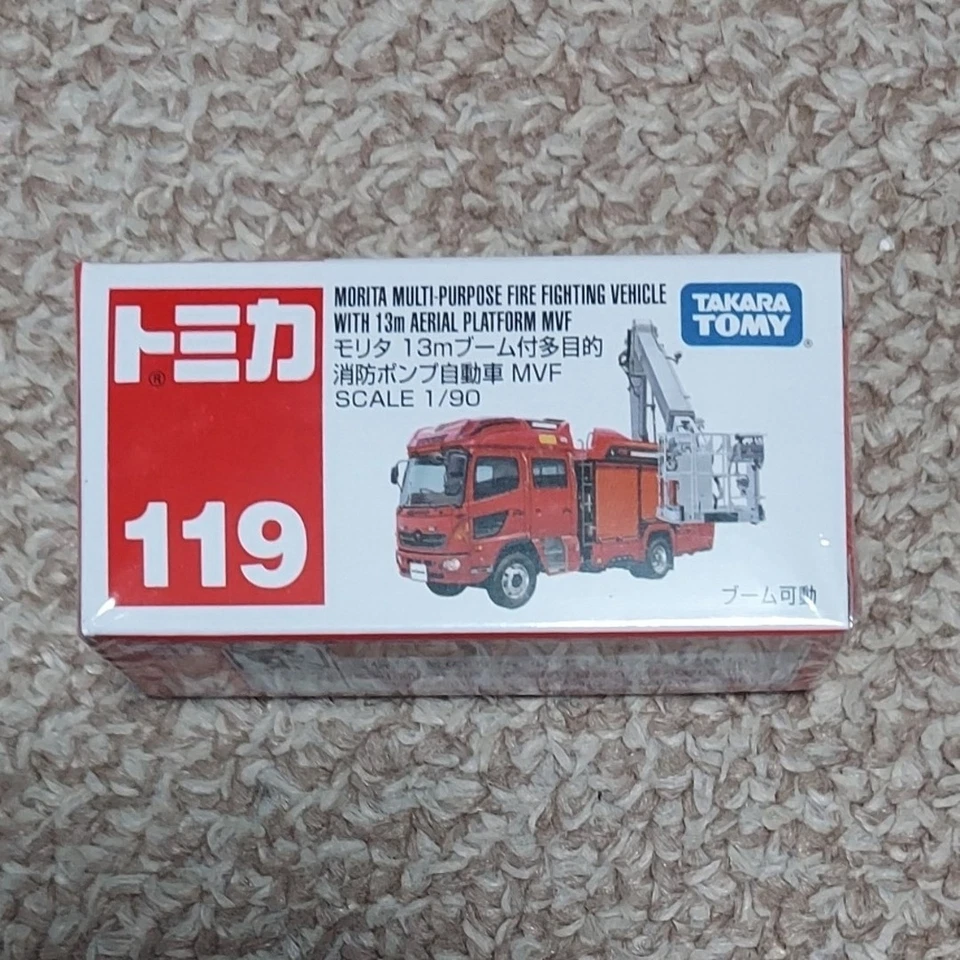 トミカ
®
119
MORITA MULTI-PURPOSE FIRE FIGHTING VEHICLE
WITH 13m AERIAL PLATFORM MVF
モリタ 13mブーム付多目的
消防ポンプ自動車 MVF
SCALE 1/90
TAKARA
TOMY
®
ブーム可動